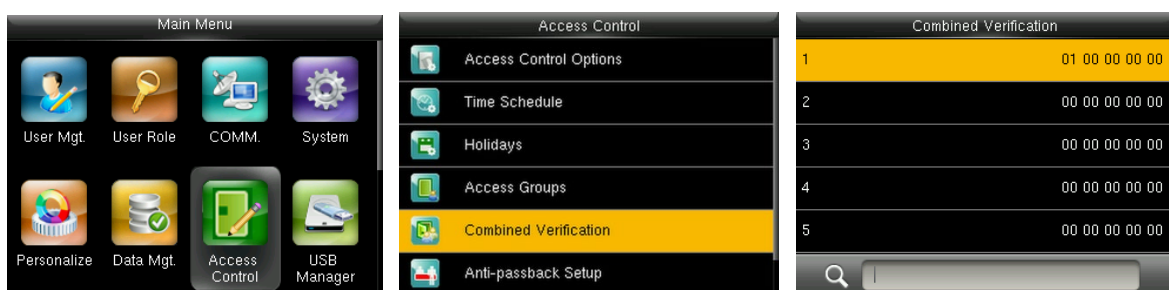 Main Menu
User Mgt.
User Role
COMM.
System
Personalize
Data Mgt.
Access
Control
USB
Manager
Access Control
Access Control Options
Time Schedule
Holidays
Access Groups
Combined Verification
Anti-passback Setup
Combined Verification
1 01 00 00 00 00
2 00 00 00 00 00
3 00 00 00 00 00
4 00 00 00 00 00
5 00 00 00 00 00